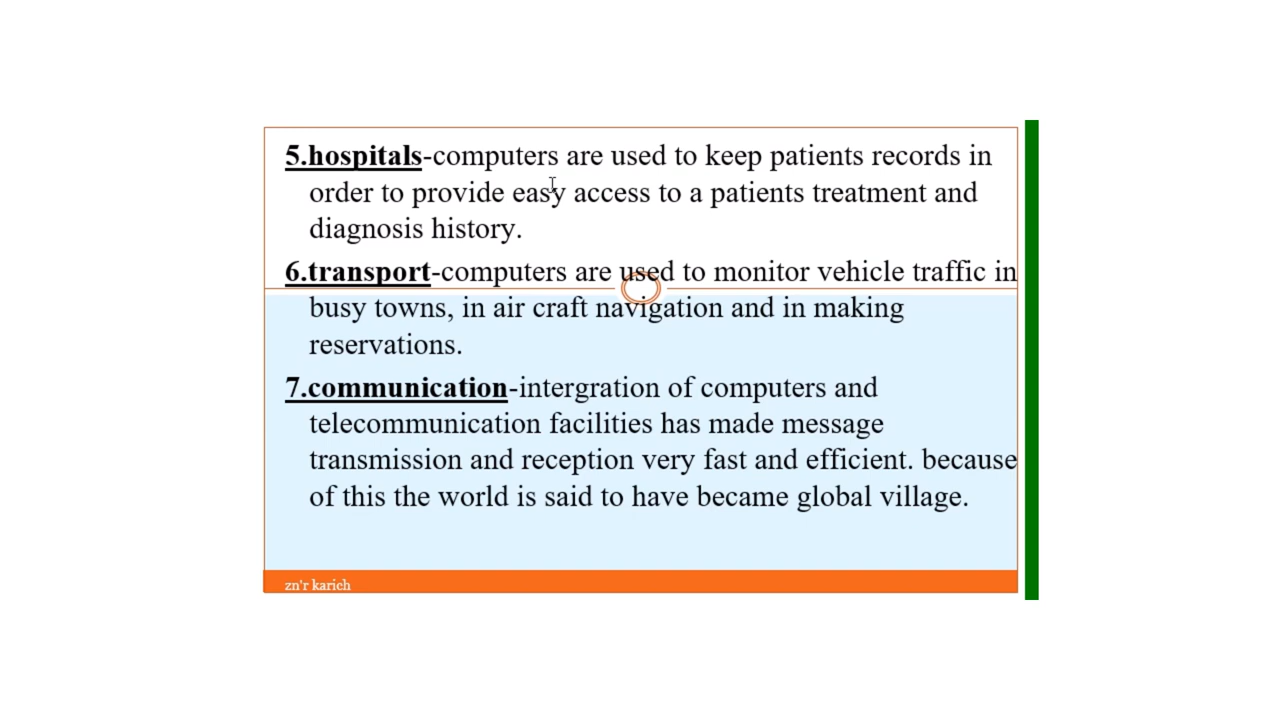 5.hospitals-computers are used to keep patients records in
order to provide easy access to a patients treatment and
diagnosis history.
6.transport-computers are used to monitor vehicle traffic in
busy towns, in air craft navigation and in making
reservations.
7.communication-intergration of computers and
telecommunication facilities has made message
transmission and reception very fast and efficient. because
of this the world is said to have became global village.
zn'r karich